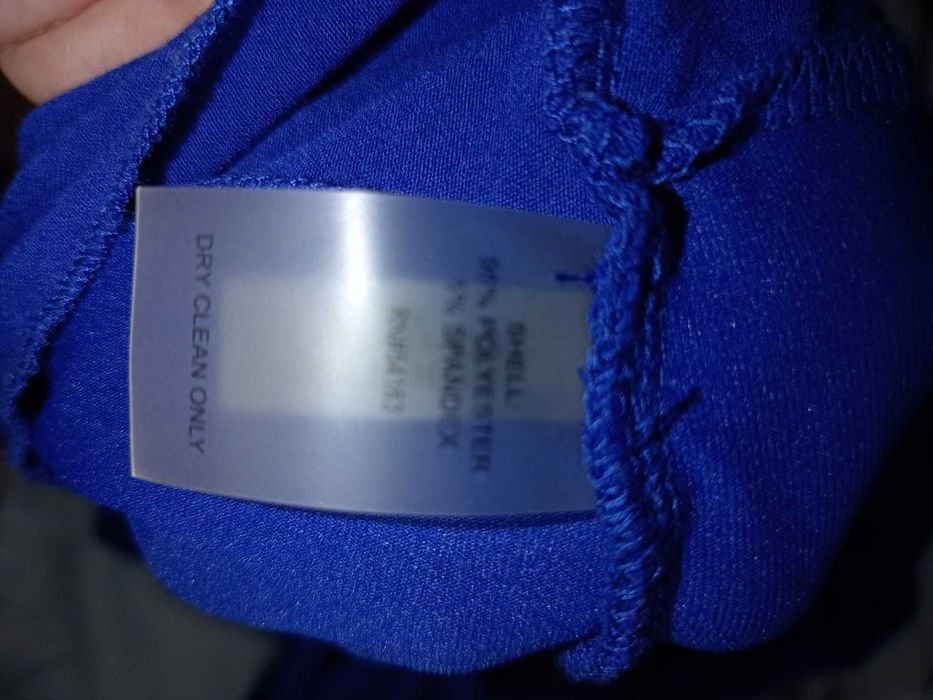 SHELL:
POLYESTER
SPANDEX
DRY CLEAN ONLY